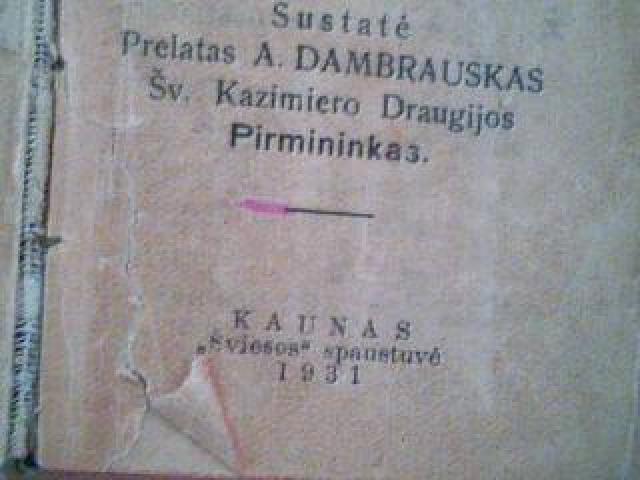 Sustatė
Prelatas A. DAMBRAUSKAS
Šv. Kazimiero Draugijos
Pirmininkas.
KAUNAS
„Šviesos“ spaustuvė
1931